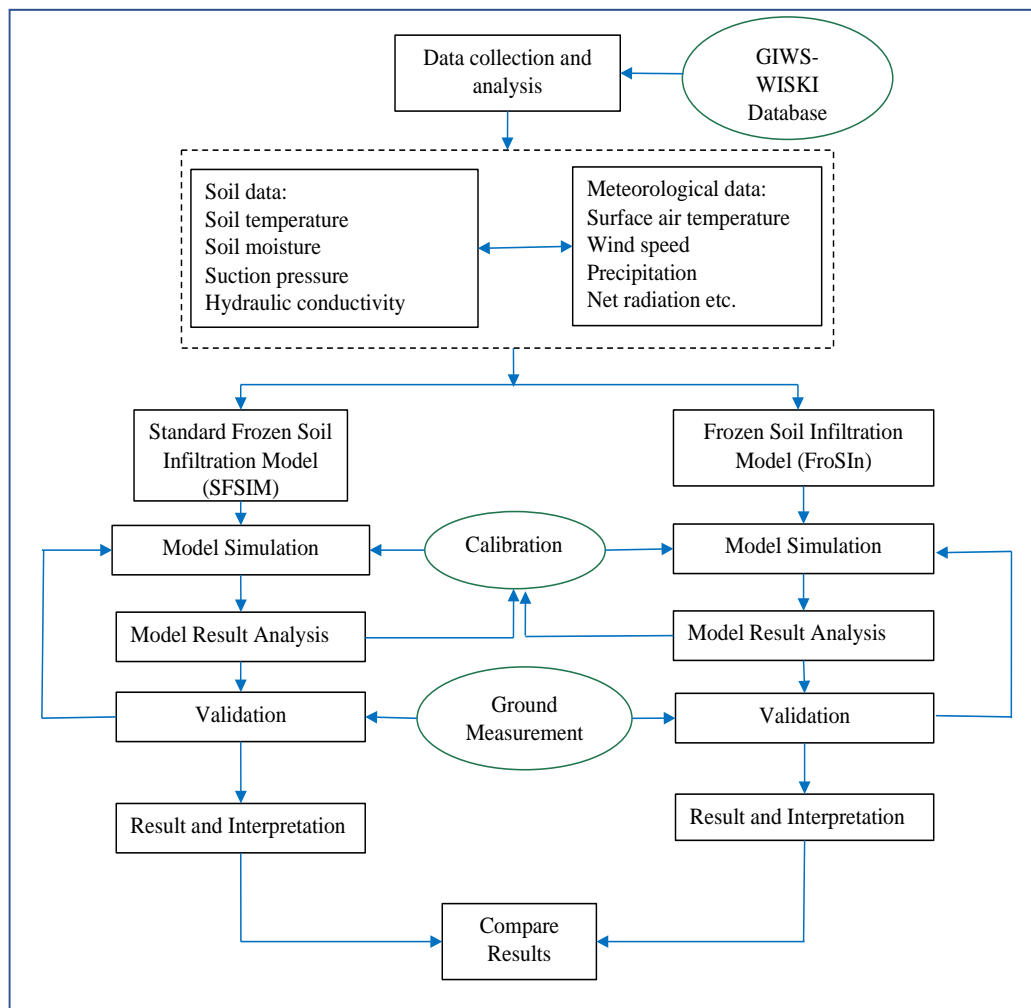 Data collection and
analysis
GIWS-
WISKI
Database
Soil data:
Soil temperature
Soil moisture
Suction pressure
Hydraulic conductivity
Meteorological data:
Surface air temperature
Wind speed
Precipitation
Net radiation etc.
Standard Frozen Soil
Infiltration Model
(SFSIM)
Frozen Soil Infiltration
Model (FroSIn)
Model Simulation
Calibration
Model Simulation
Model Result Analysis
Model Result Analysis
Validation
Ground
Measurement
Validation
Result and Interpretation
Result and Interpretation
Compare
Results